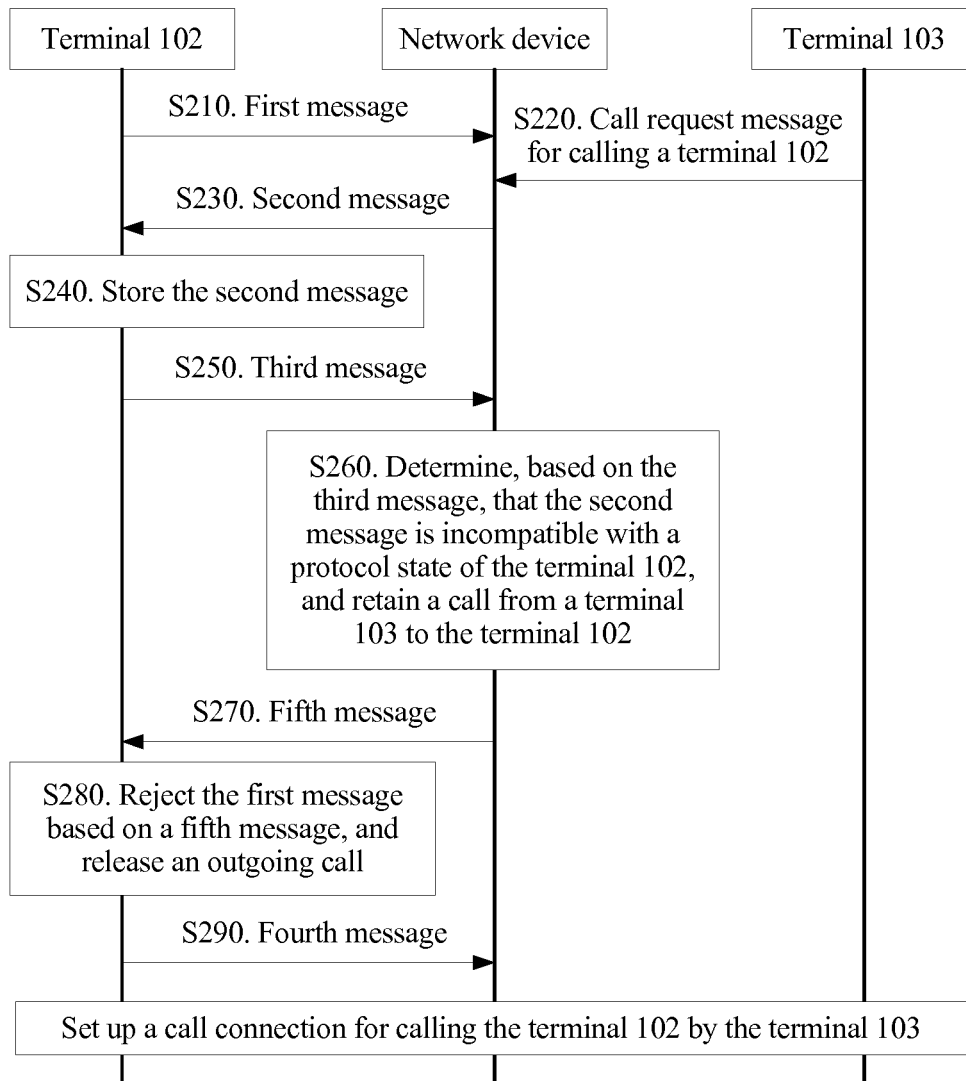 Terminal 102
Network device
Terminal 103
S210. First message
S220. Call request message
for calling a terminal 102
S230. Second message
S240. Store the second message
S250. Third message
S260. Determine, based on the
third message, that the second
message is incompatible with a
protocol state of the terminal 102,
and retain a call from a terminal
103 to the terminal 102
S270. Fifth message
S280. Reject the first message
based on a fifth message, and
release an outgoing call
S290. Fourth message
Set up a call connection for calling the terminal 102 by the terminal 103